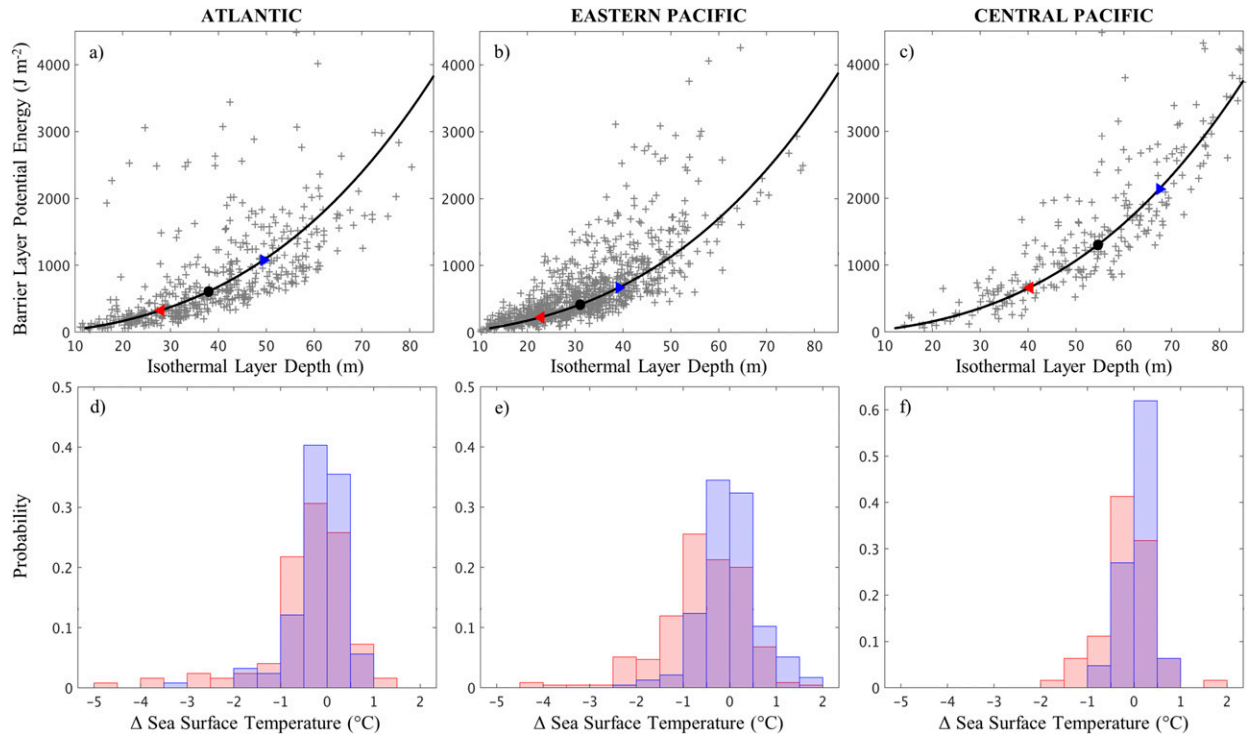 ATLANTIC
EASTERN PACIFIC
CENTRAL PACIFIC
Barrier Layer Potential Energy (J m⁻²)
a)
4000
3000
2000
1000
0
10 20 30 40 50 60 70 80
Isothermal Layer Depth (m)
b)
4000
3000
2000
1000
0
10 20 30 40 50 60 70 80
Isothermal Layer Depth (m)
c)
4000
3000
2000
1000
0
10 20 30 40 50 60 70 80
Isothermal Layer Depth (m)
Probability
d)
0.5
0.4
0.3
0.2
0.1
0
-5 -4 -3 -2 -1 0 1 2
Δ Sea Surface Temperature (°C)
e)
0.5
0.4
0.3
0.2
0.1
0
-5 -4 -3 -2 -1 0 1 2
Δ Sea Surface Temperature (°C)
f)
0.6
0.5
0.4
0.3
0.2
0.1
0
-5 -4 -3 -2 -1 0 1 2
Δ Sea Surface Temperature (°C)